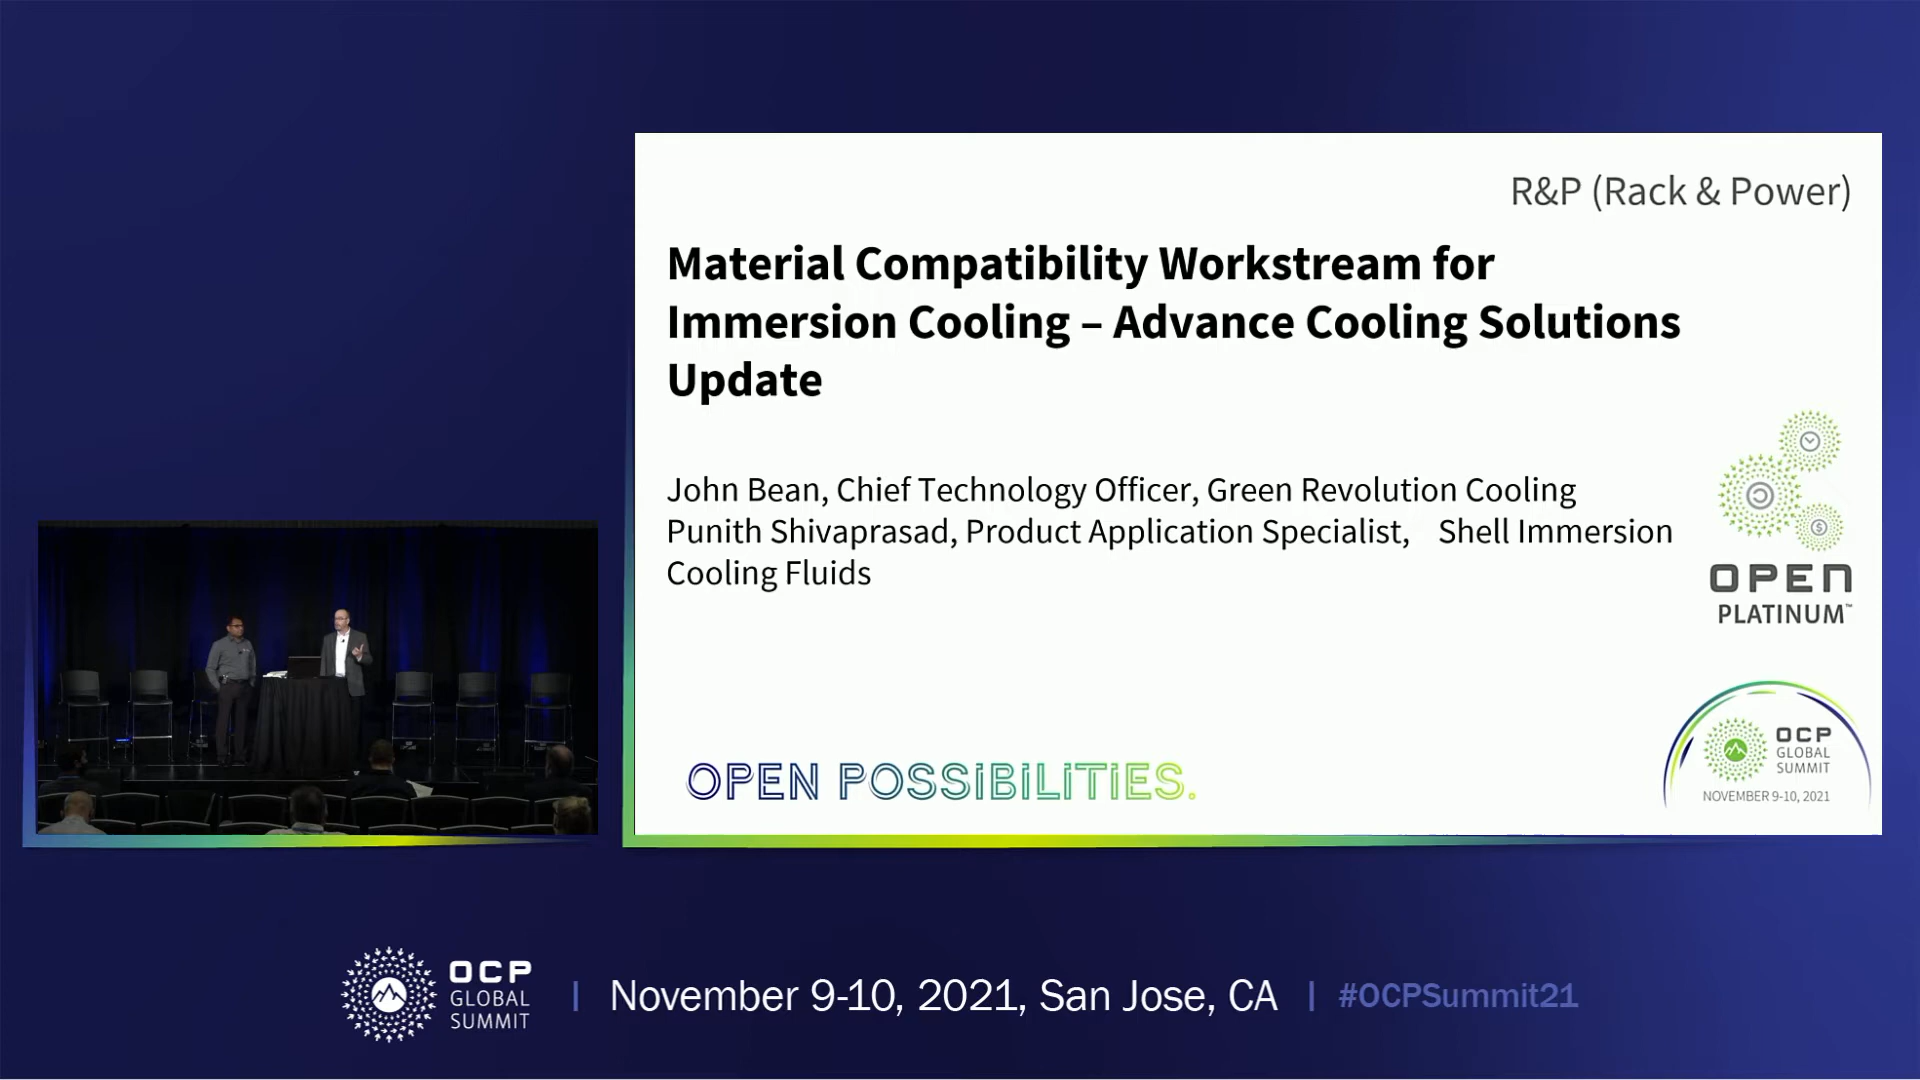 R&P (Rack & Power)
Material Compatibility Workstream for
Immersion Cooling – Advance Cooling Solutions
Update
John Bean, Chief Technology Officer, Green Revolution Cooling
Punith Shivaprasad, Product Application Specialist, Shell Immersion
Cooling Fluids
OPEN
PLATINUM™
OPEN POSSIBILITIES.
OCP
GLOBAL
SUMMIT
NOVEMBER 9-10, 2021
OCP
GLOBAL
SUMMIT
November 9-10, 2021, San Jose, CA
#OCPSummit21